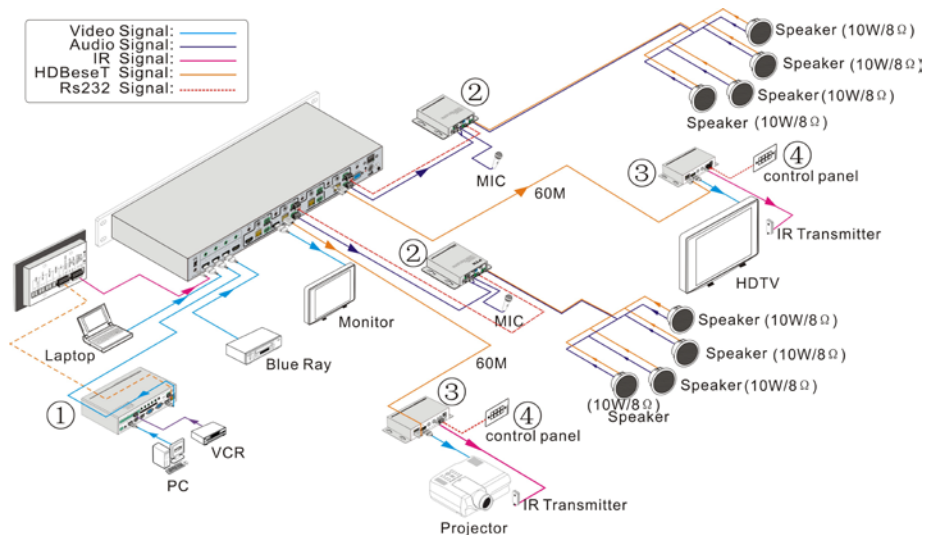 Video Signal:
Audio Signal:
IR Signal:
HDBeseT Signal:
Rs232 Signal:
②
MIC
Speaker (10W/8Ω)
Speaker (10W/8Ω)
Speaker (10W/8Ω)
Speaker (10W/8Ω)
60M
③
④
control panel
IR Transmitter
HDTV
②
MIC
Monitor
Laptop
Blue Ray
60M
Speaker (10W/8Ω)
Speaker (10W/8Ω)
Speaker (10W/8Ω)
(10W/8Ω)
Speaker
①
VCR
PC
③
④
control panel
IR Transmitter
Projector